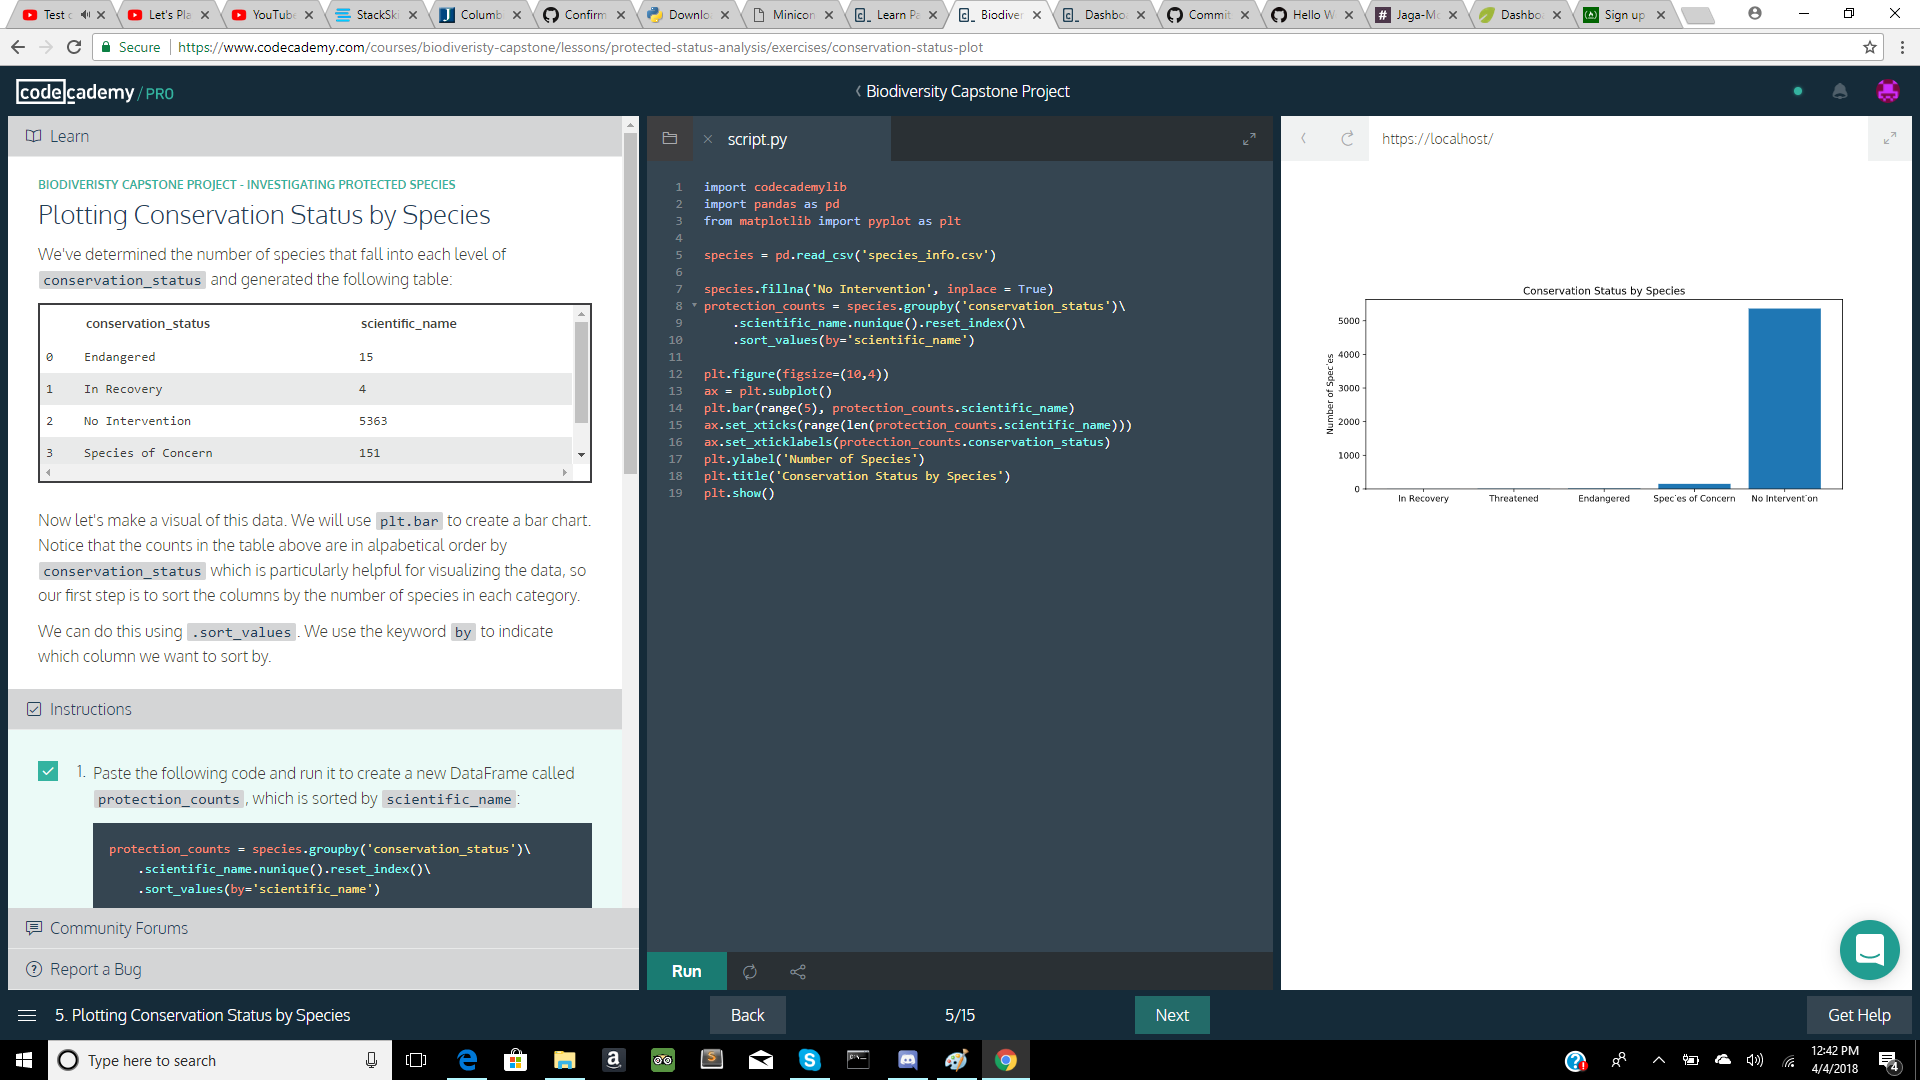 Test c
Let's Pla
YouTube
StackSki
Columb
Confirm
Downlo
Minicon
Learn Pa
Biodiver
Dashbo
Commit
Hello W
Jaga-Me
Dashbo
Sign up
Secure
https://www.codecademy.com/courses/biodiveristy-capstone/lessons/protected-status-analysis/exercises/conservation-status-plot
codecademy / PRO
Biodiversity Capstone Project
Learn
BIODIVERISTY CAPSTONE PROJECT - INVESTIGATING PROTECTED SPECIES
Plotting Conservation Status by Species
We've determined the number of species that fall into each level of
conservation_status and generated the following table:
conservation_status scientific_name
0 Endangered 15
1 In Recovery 4
2 No Intervention 5363
3 Species of Concern 151
Now let's make a visual of this data. We will use plt.bar to create a bar chart.
Notice that the counts in the table above are in alpabetical order by
conservation_status which is particularly helpful for visualizing the data, so
our first step is to sort the columns by the number of species in each category.
We can do this using .sort_values. We use the keyword by to indicate
which column we want to sort by.
Instructions
1. Paste the following code and run it to create a new DataFrame called
protection_counts, which is sorted by scientific_name:
protection_counts = species.groupby('conservation_status')\
.scientific_name.nunique().reset_index()\
.sort_values(by='scientific_name')
Community Forums
Report a Bug
script.py
1 import codecademylib
2 import pandas as pd
3 from matplotlib import pyplot as plt
4
5 species = pd.read_csv('species_info.csv')
6
7 species.fillna('No Intervention', inplace = True)
8 protection_counts = species.groupby('conservation_status')\
9 .scientific_name.nunique().reset_index()\
10 .sort_values(by='scientific_name')
11
12 plt.figure(figsize=(10,4))
13 ax = plt.subplot()
14 plt.bar(range(5), protection_counts.scientific_name)
15 ax.set_xticks(range(len(protection_counts.scientific_name)))
16 ax.set_xticklabels(protection_counts.conservation_status)
17 plt.ylabel('Number of Species')
18 plt.title('Conservation Status by Species')
19 plt.show()
Run
https://localhost/
Conservation Status by Species
Number of Species
5000
4000
3000
2000
1000
0
In Recovery Threatened Endangered Species of Concern No Intervention
5. Plotting Conservation Status by Species
Back
5/15
Next
Get Help
Type here to search
12:42 PM
4/4/2018
4